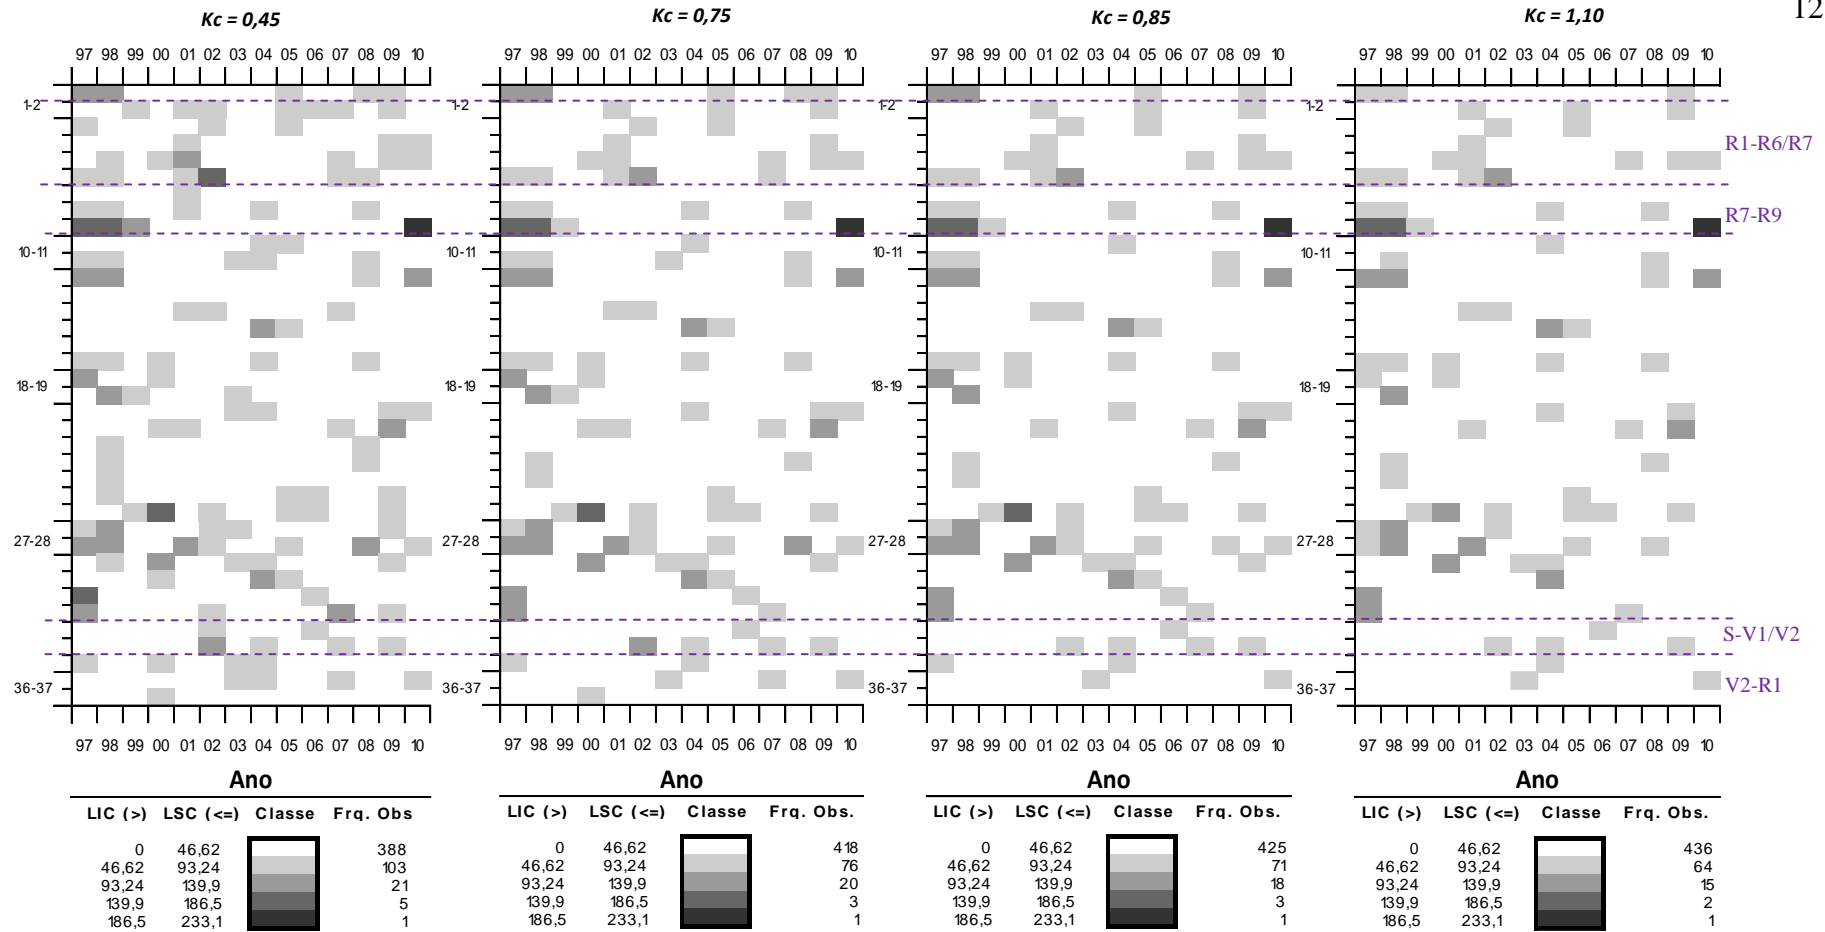 12
Kc = 0,45
Kc = 0,75
Kc = 0,85
Kc = 1,10
97 98 99 00 01 02 03 04 05 06 07 08 09 10
97 98 99 00 01 02 03 04 05 06 07 08 09 10
97 98 99 00 01 02 03 04 05 06 07 08 09 10
97 98 99 00 01 02 03 04 05 06 07 08 09 10
1-2 1-2 1-2 1-2
R1-R6/R7
R7-R9
10-11 10-11 10-11 10-11
18-19 18-19 18-19 18-19
27-28 27-28 27-28 27-28
S-V1/V2
36-37 36-37 36-37 36-37
V2-R1
97 98 99 00 01 02 03 04 05 06 07 08 09 10
97 98 99 00 01 02 03 04 05 06 07 08 09 10
97 98 99 00 01 02 03 04 05 06 07 08 09 10
97 98 99 00 01 02 03 04 05 06 07 08 09 10
Ano
LIC (>) LSC (<=) Classe Frq. Obs
0 46,62 388
46,62 93,24 103
93,24 139,9 21
139,9 186,5 5
186,5 233,1 1
Ano
LIC (>) LSC (<=) Classe Frq. Obs.
0 46,62 418
46,62 93,24 76
93,24 139,9 20
139,9 186,5 3
186,5 233,1 1
Ano
LIC (>) LSC (<=) Classe Frq. Obs.
0 46,62 425
46,62 93,24 71
93,24 139,9 18
139,9 186,5 3
186,5 233,1 1
Ano
LIC (>) LSC (<=) Classe Frq. Obs.
0 46,62 436
46,62 93,24 64
93,24 139,9 15
139,9 186,5 2
186,5 233,1 1